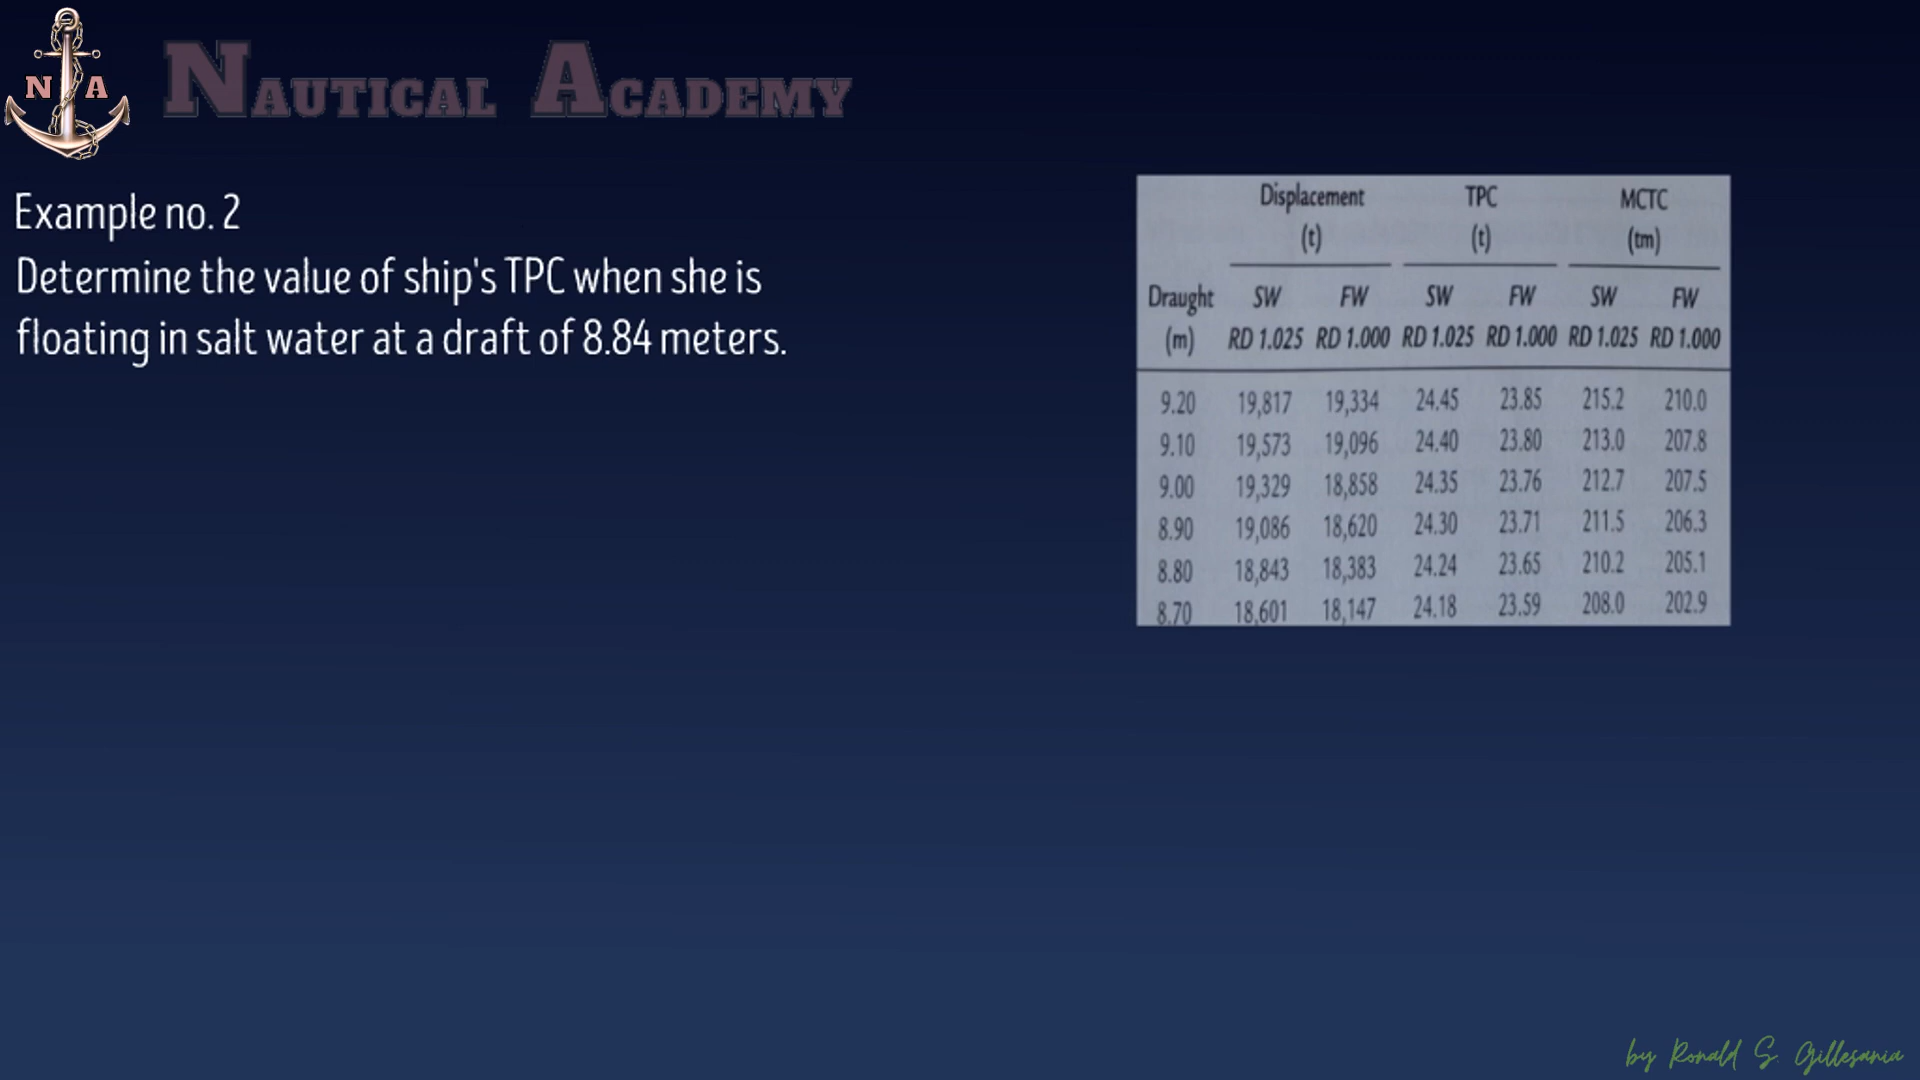 N A
NAUTICAL ACADEMY
Example no. 2
Determine the value of ship's TPC when she is
floating in salt water at a draft of 8.84 meters.
Displacement TPC MCTC
(t) (t) (tm)
Draught SW FW SW FW SW FW
(m) RD 1.025 RD 1.000 RD 1.025 RD 1.000 RD 1.025 RD 1.000
9.20 19,817 19,334 24.45 23.85 215.2 210.0
9.10 19,573 19,096 24.40 23.80 213.0 207.8
9.00 19,329 18,858 24.35 23.76 212.7 207.5
8.90 19,086 18,620 24.30 23.71 211.5 206.3
8.80 18,843 18,383 24.24 23.65 210.2 205.1
8.70 18,601 18,147 24.18 23.59 208.0 202.9
by Ronald S. Gillesania